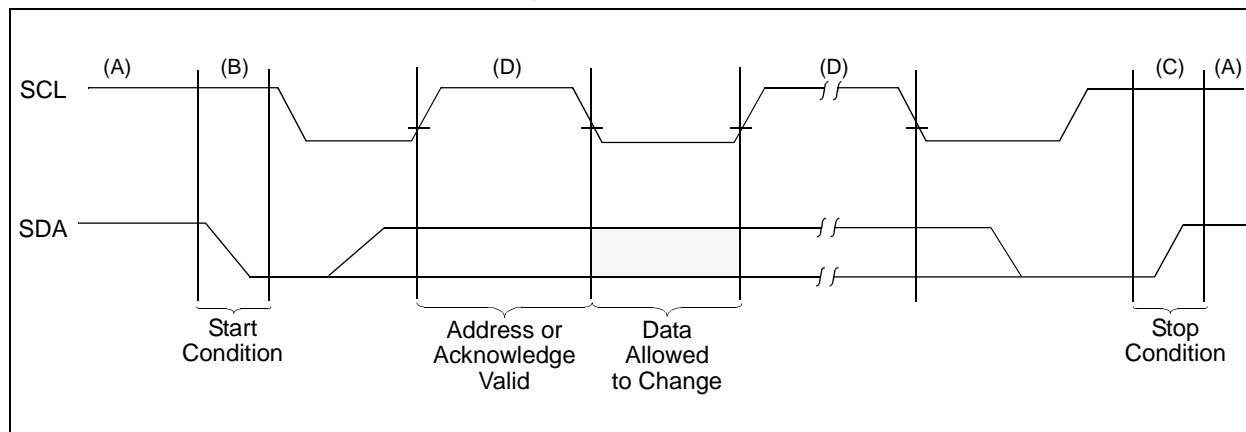 (A)
(B)
(D)
(D)
(C)
(A)
SCL
SDA
Start
Condition
Address or
Acknowledge
Valid
Data
Allowed
to Change
Stop
Condition